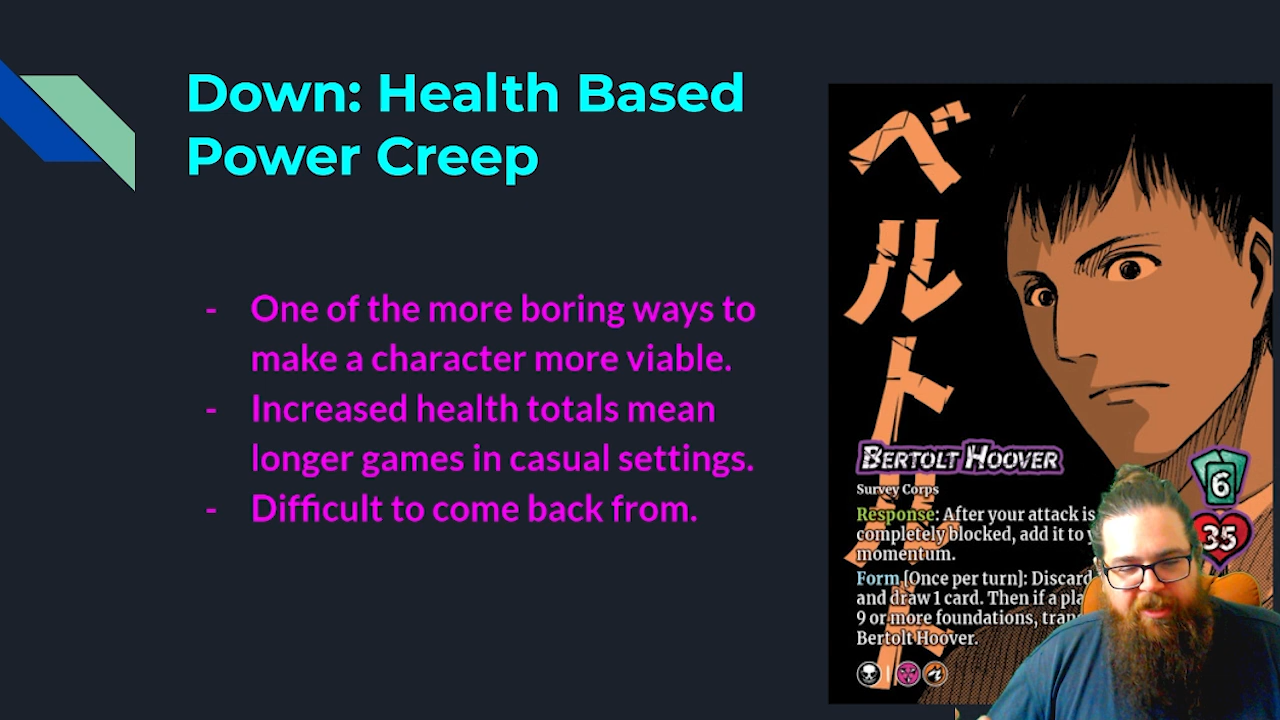 Down: Health Based
Power Creep
- One of the more boring ways to
make a character more viable.
- Increased health totals mean
longer games in casual settings.
- Difficult to come back from.
ベルトルト
Bertolt Hoover
6
Survey Corps
35
Response: After your attack is
completely blocked, add it to
momentum.
Form [Once per turn]: Discard
and draw 1 card. Then if a
9 or more foundations,
Bertolt Hoover.